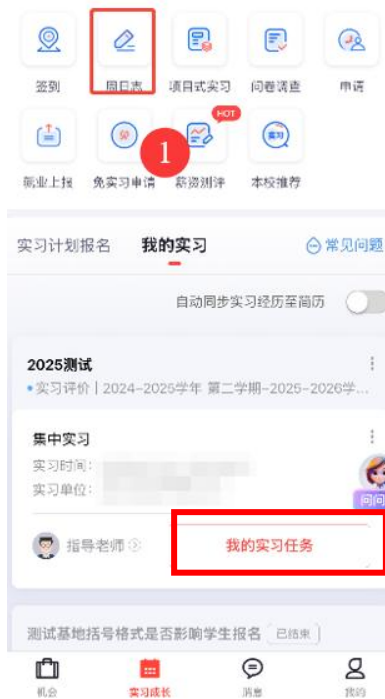 签到 周日志 项目式实习 问卷调查 申请
HOT
就业上报 免实习申请 薪资测评 本校推荐
1
实习计划报名 我的实习 常见问题
自动同步实习经历至简历
2025测试
实习评价 | 2024-2025学年 第二学期-2025-2026学...
集中实习
实习时间:
实习单位:
问问
指导老师 我的实习任务
测试基地括号格式是否影响学生报名 已结束
机会 实习成长 消息 我的